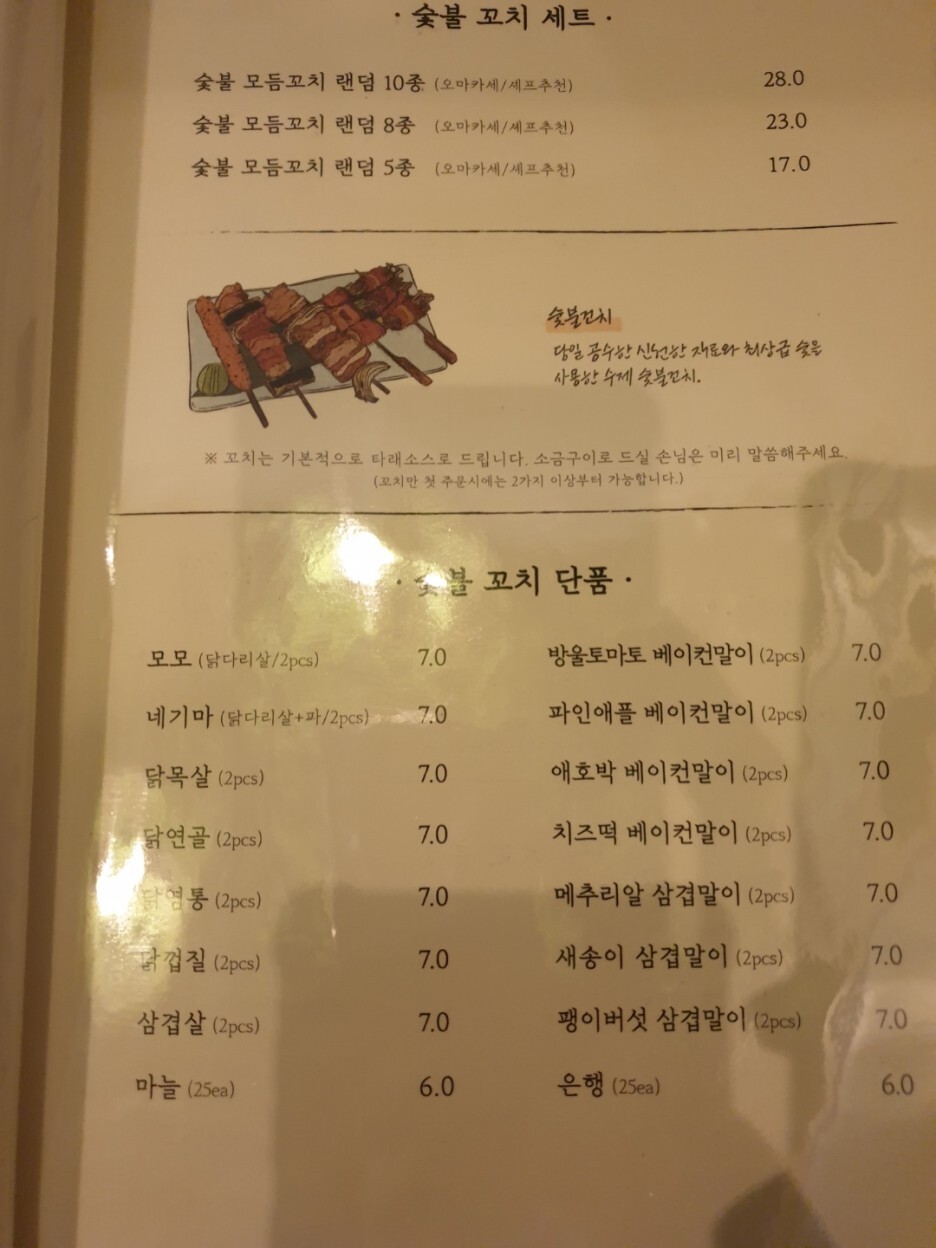 · 숯불 꼬치 세트 ·
숯불 모듬꼬치 랜덤 10종 (오마카세/셰프추천) 28.0
숯불 모듬꼬치 랜덤 8종 (오마카세/셰프추천) 23.0
숯불 모듬꼬치 랜덤 5종 (오마카세/셰프추천) 17.0
숯불꼬치
당일 공수한 신선한 재료와 최상급 숯을
사용한 수제 숯불꼬치.
※ 꼬치는 기본적으로 타래소스로 드립니다. 소금구이로 드실 손님은 미리 말씀해주세요.
(꼬치만 첫 주문시에는 2가지 이상부터 가능합니다.)
· 숯불 꼬치 단품 ·
모모 (닭다리살/2pcs) 7.0
네기마 (닭다리살+파/2pcs) 7.0
닭목살 (2pcs) 7.0
닭연골 (2pcs) 7.0
닭염통 (2pcs) 7.0
닭껍질 (2pcs) 7.0
삼겹살 (2pcs) 7.0
마늘 (25ea) 6.0
방울토마토 베이컨말이 (2pcs) 7.0
파인애플 베이컨말이 (2pcs) 7.0
애호박 베이컨말이 (2pcs) 7.0
치즈떡 베이컨말이 (2pcs) 7.0
메추리알 삼겹말이 (2pcs) 7.0
새송이 삼겹말이 (2pcs) 7.0
팽이버섯 삼겹말이 (2pcs) 7.0
은행 (25ea) 6.0